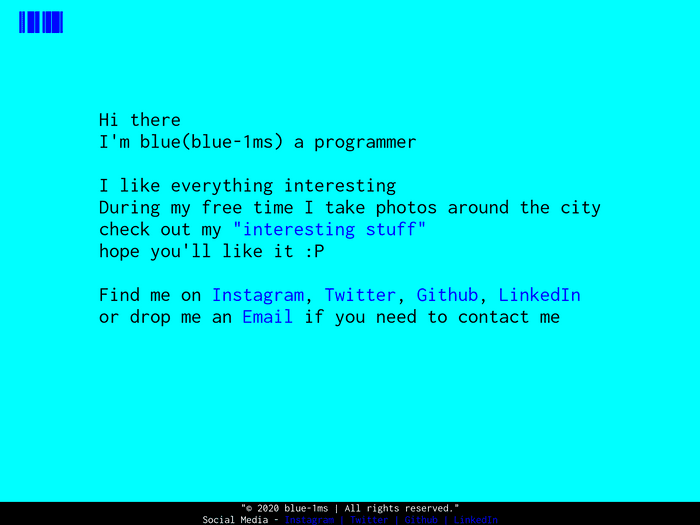 Hi there
I'm blue(blue-1ms) a programmer
I like everything interesting
During my free time I take photos around the city
check out my "interesting stuff"
hope you'll like it :P
Find me on Instagram, Twitter, Github, LinkedIn
or drop me an Email if you need to contact me
"© 2020 blue-1ms | All rights reserved."
Social Media - Instagram | Twitter | Github | LinkedIn